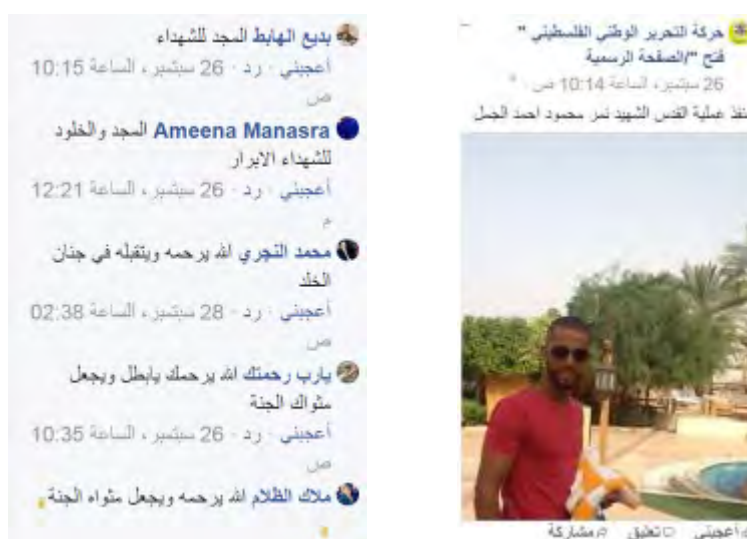 حركة التحرير الوطني الفلسطيني "
فتح "/الصفحة الرسمية
26 سبتمبر، الساعة 10:14 ص ·
منفذ عملية القدس الشهيد نمر محمود احمد الجمل
أعجبني تعليق مشاركة
بديع الهابط المجد للشهداء
أعجبني · رد · 26 سبتمبر، الساعة 10:15
ص
Ameena Manasra المجد والخلود
للشهداء الابرار
أعجبني · رد · 26 سبتمبر، الساعة 12:21
م
محمد النجري الله يرحمه ويتقبله في جنان
الخلد
أعجبني · رد · 28 سبتمبر، الساعة 02:38
ص
يارب رحمتك الله يرحمك يابطل ويجعل
مثواك الجنة
أعجبني · رد · 26 سبتمبر، الساعة 10:35
ص
ملاك الظلام الله يرحمه ويجعل مثواه الجنة